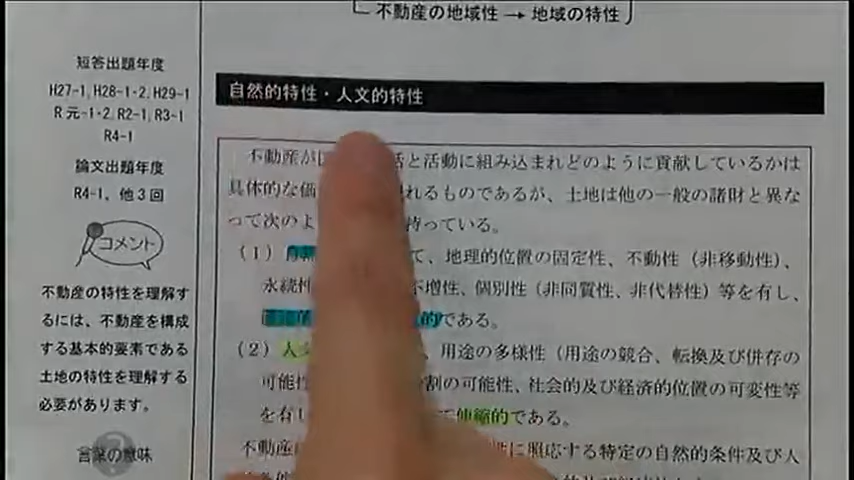 不動産の地域性 → 地域の特性
短答出題年度
H27-1、H28-1・2、H29-1
R元-1・2、R2-1、R3-1
R4-1
論文出題年度
R4-1、他3回
コメント
不動産の特性を理解す
るには、不動産を構成
する基本的要素である
土地の特性を理解する
必要があります。
言葉の意味
自然的特性・人文的特性
不動産が 活と活動に組み込まれどのように貢献しているかは
具体的な価 れるものであるが、土地は他の一般の諸財と異な
って次のよ 持っている。
(1) て、地理的位置の固定性、不動性（非移動性）、
永続性 不増性、個別性（非同質性、非代替性）等を有し、
的である。
(2) 人文 、用途の多様性（用途の競合、転換及び併存の
可能性 割の可能性、社会的及び経済的位置の可変性等
を有し て伸縮的である。
不動産 に照応する特定の自然的条件及び人